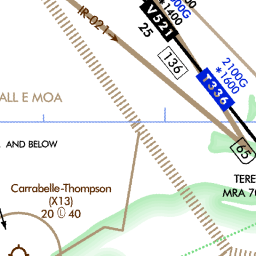 IR-021
V521
*1400
25
136
2100G
*1600
T336
ALL E MOA
65
AND BELOW
TERE
MRA 70
Carrabelle-Thompson
(X13)
20 40